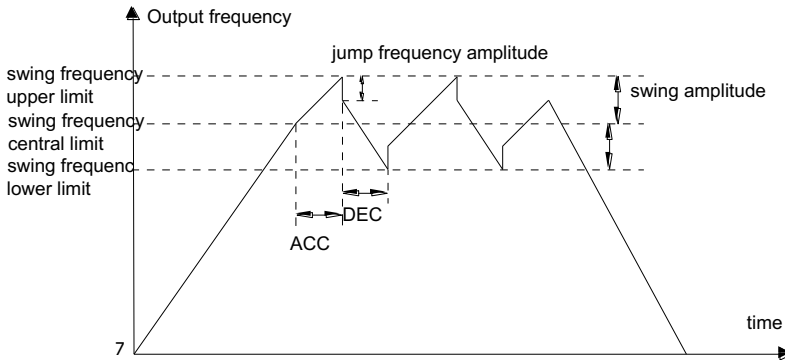 Output frequency
jump frequency amplitude
swing frequency
upper limit
swing amplitude
swing frequency
central limit
swing frequenc
lower limit
DEC
ACC
time
7